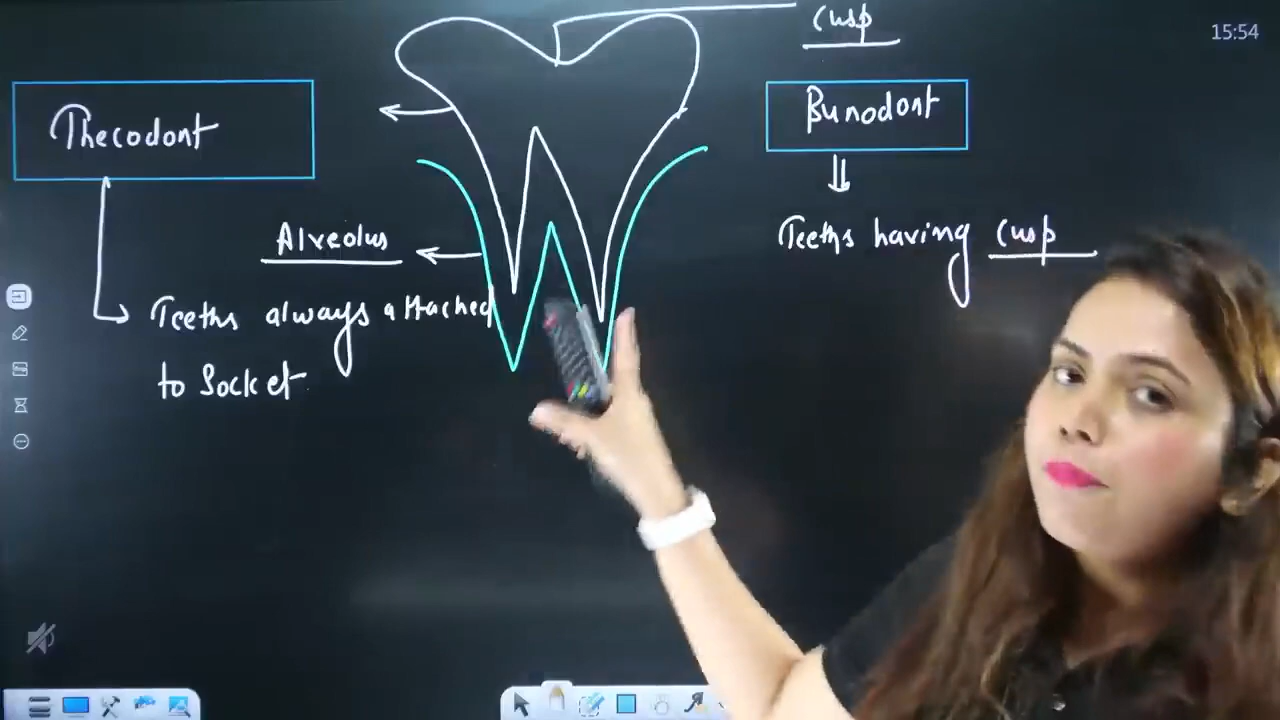 Cusp
15:54
Thecodont
Bunodont
Alveolus
Teeths having cusp
Teeths always attached
to Socket